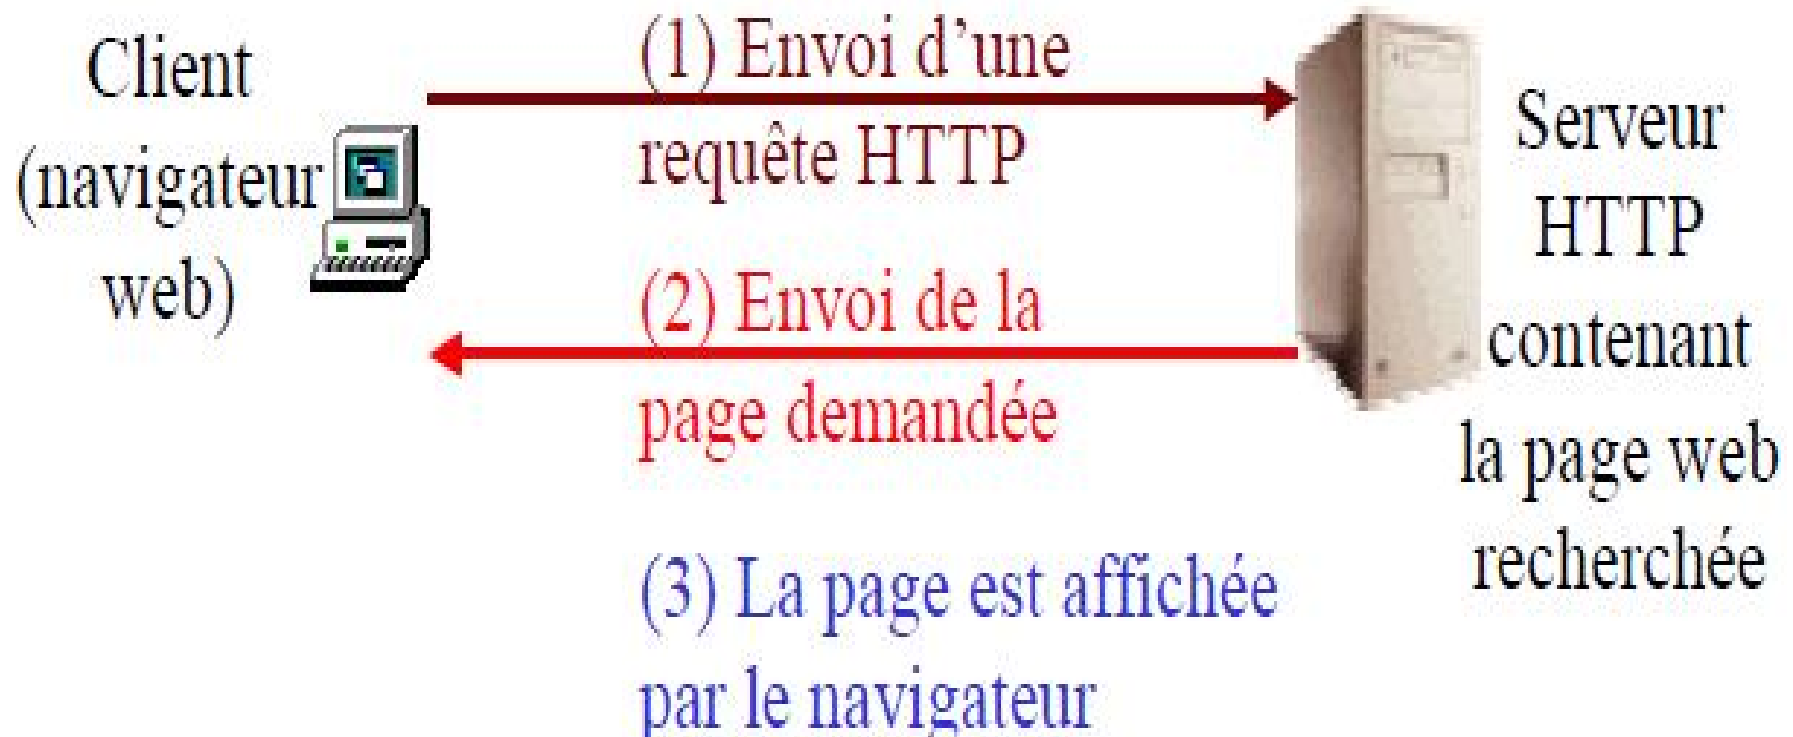 Client
(navigateur
web)
(1) Envoi d’une
requête HTTP
(2) Envoi de la
page demandée
(3) La page est affichée
par le navigateur
Serveur
HTTP
contenant
la page web
recherchée